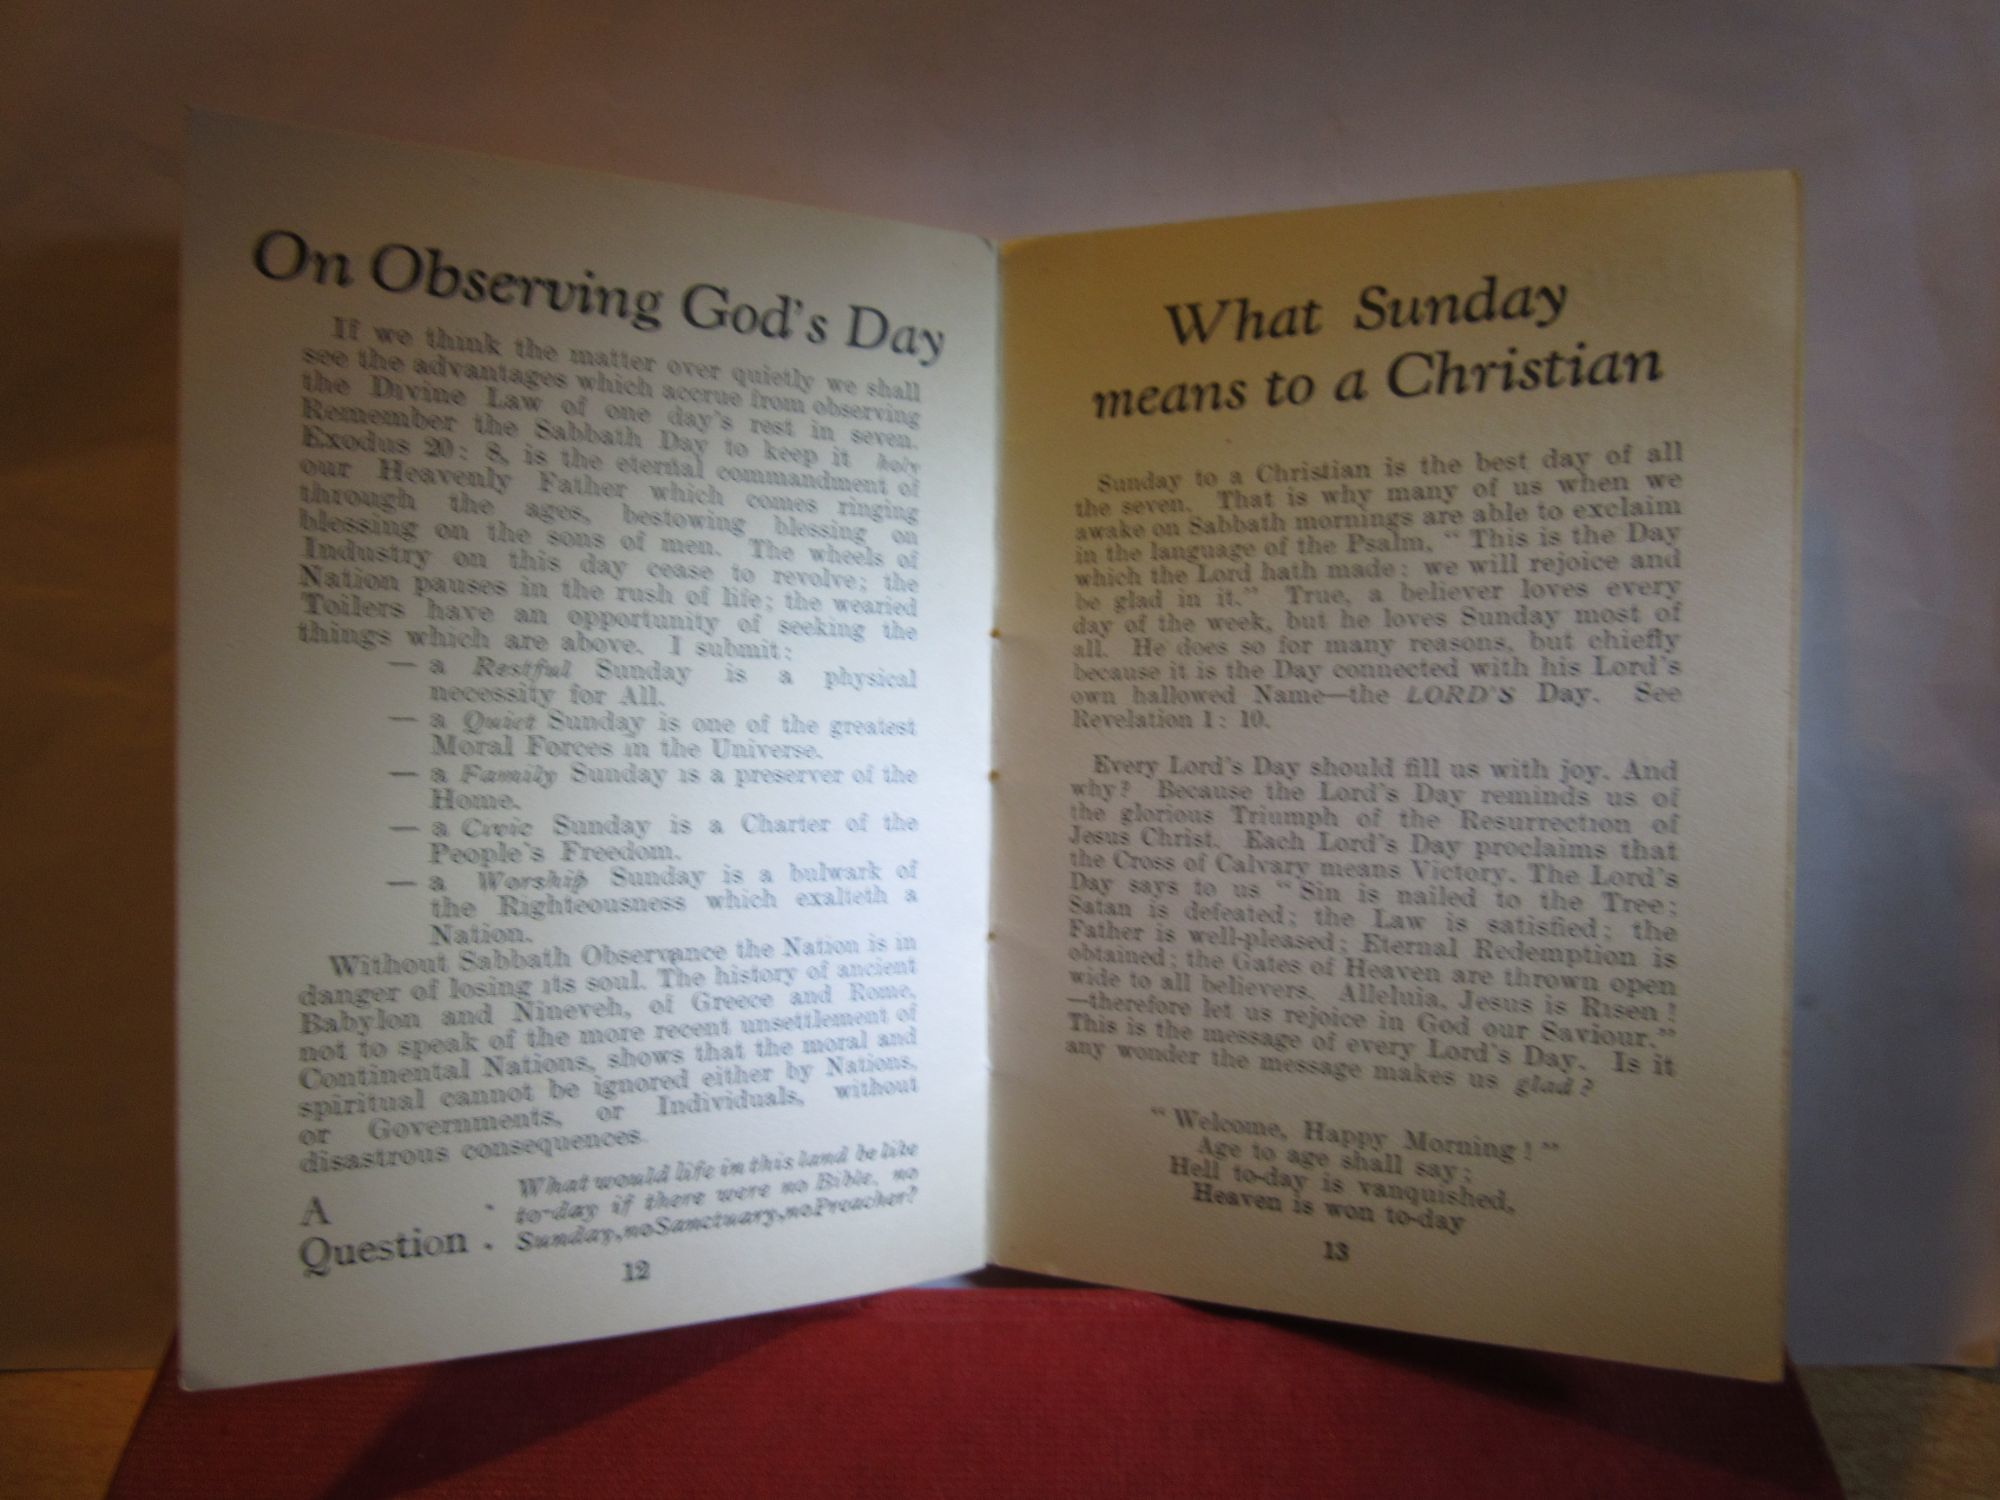 On Observing God's Day
If we think the matter over quietly we shall
see the advantages which accrue from observing
the Divine Law of one day's rest in seven.
Remember the Sabbath Day to keep it holy
Exodus 20: 8, is the eternal commandment of
our Heavenly Father which comes ringing
through the ages, bestowing blessing on
blessing on the sons of men. The wheels of
Industry on this day cease to revolve; the
Nation pauses in the rush of life; the wearied
Toilers have an opportunity of seeking the
things which are above. I submit:
— a Restful Sunday is a physical
necessity for All.
— a Quiet Sunday is one of the greatest
Moral Forces in the Universe.
— a Family Sunday is a preserver of the
Home.
— a Civic Sunday is a Charter of the
People's Freedom.
— a Worship Sunday is a bulwark of
the Righteousness which exalteth a
Nation.
Without Sabbath Observance the Nation is in
danger of losing its soul. The history of ancient
Babylon and Nineveh, of Greece and Rome,
not to speak of the more recent unsettlement of
Continental Nations, shows that the moral and
spiritual cannot be ignored either by Nations,
or Governments, or Individuals, without
disastrous consequences.
A Question :
What would life in this land be like
to-day if there were no Bible, no
Sunday, no Sanctuary, no Preacher?
12
What Sunday
means to a Christian
Sunday to a Christian is the best day of all
the seven. That is why many of us when we
awake on Sabbath mornings are able to exclaim
in the language of the Psalm, "This is the Day
which the Lord hath made: we will rejoice and
be glad in it." True, a believer loves every
day of the week, but he loves Sunday most of
all. He does so for many reasons, but chiefly
because it is the Day connected with his Lord's
own hallowed Name—the LORD'S Day. See
Revelation 1: 10.
Every Lord's Day should fill us with joy. And
why? Because the Lord's Day reminds us of
the glorious Triumph of the Resurrection of
Jesus Christ. Each Lord's Day proclaims that
the Cross of Calvary means Victory. The Lord's
Day says to us "Sin is nailed to the Tree;
Satan is defeated; the Law is satisfied; the
Father is well-pleased; Eternal Redemption is
obtained; the Gates of Heaven are thrown open
wide to all believers. Alleluia, Jesus is Risen!
—therefore let us rejoice in God our Saviour."
This is the message of every Lord's Day. Is it
any wonder the message makes us glad?
"Welcome, Happy Morning!"
Age to age shall say;
Hell to-day is vanquished,
Heaven is won to-day
13